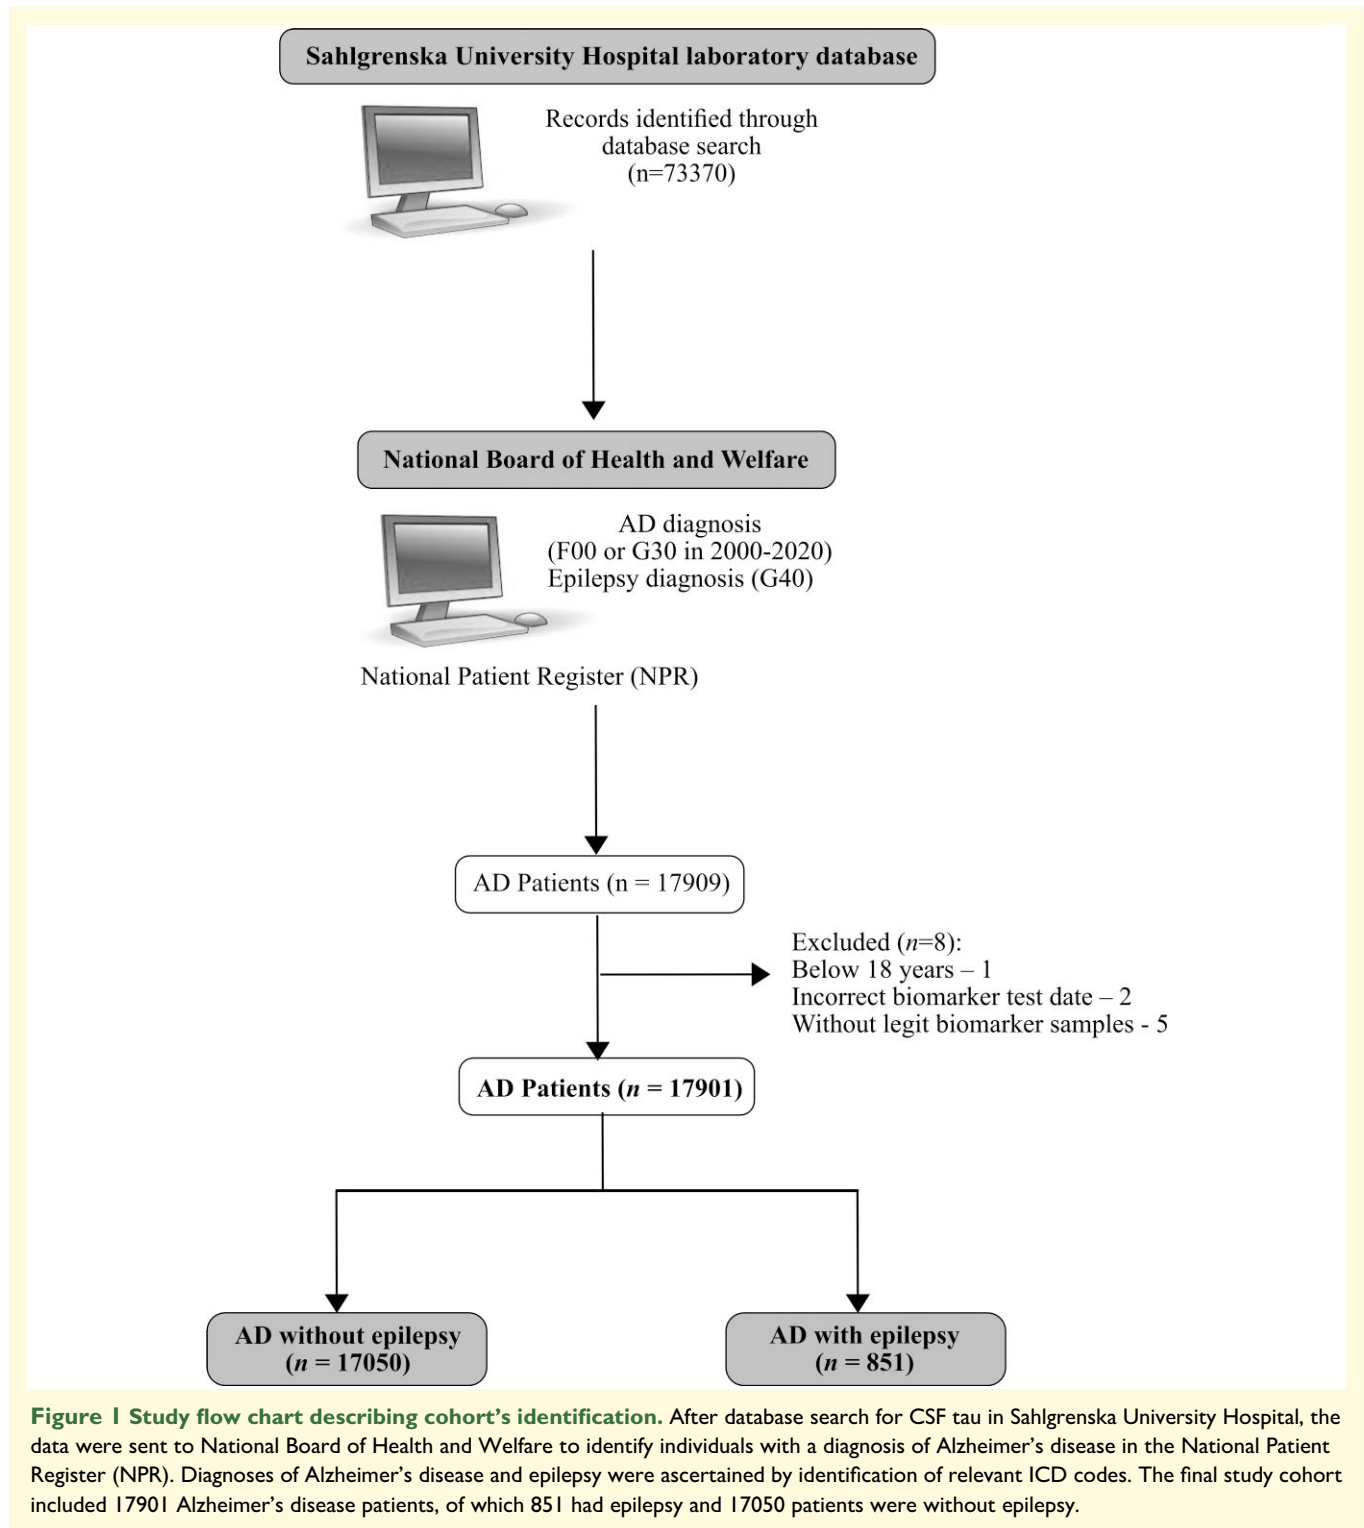 Sahlgrenska University Hospital laboratory database
Records identified through
database search
(n=73370)
National Board of Health and Welfare
AD diagnosis
(F00 or G30 in 2000-2020)
Epilepsy diagnosis (G40)
National Patient Register (NPR)
AD Patients (n = 17909)
Excluded (n=8):
Below 18 years – 1
Incorrect biomarker test date – 2
Without legit biomarker samples - 5
AD Patients (n = 17901)
AD without epilepsy
(n = 17050)
AD with epilepsy
(n = 851)
Figure 1 Study flow chart describing cohort’s identification. After database search for CSF tau in Sahlgrenska University Hospital, the
data were sent to National Board of Health and Welfare to identify individuals with a diagnosis of Alzheimer’s disease in the National Patient
Register (NPR). Diagnoses of Alzheimer’s disease and epilepsy were ascertained by identification of relevant ICD codes. The final study cohort
included 17901 Alzheimer’s disease patients, of which 851 had epilepsy and 17050 patients were without epilepsy.